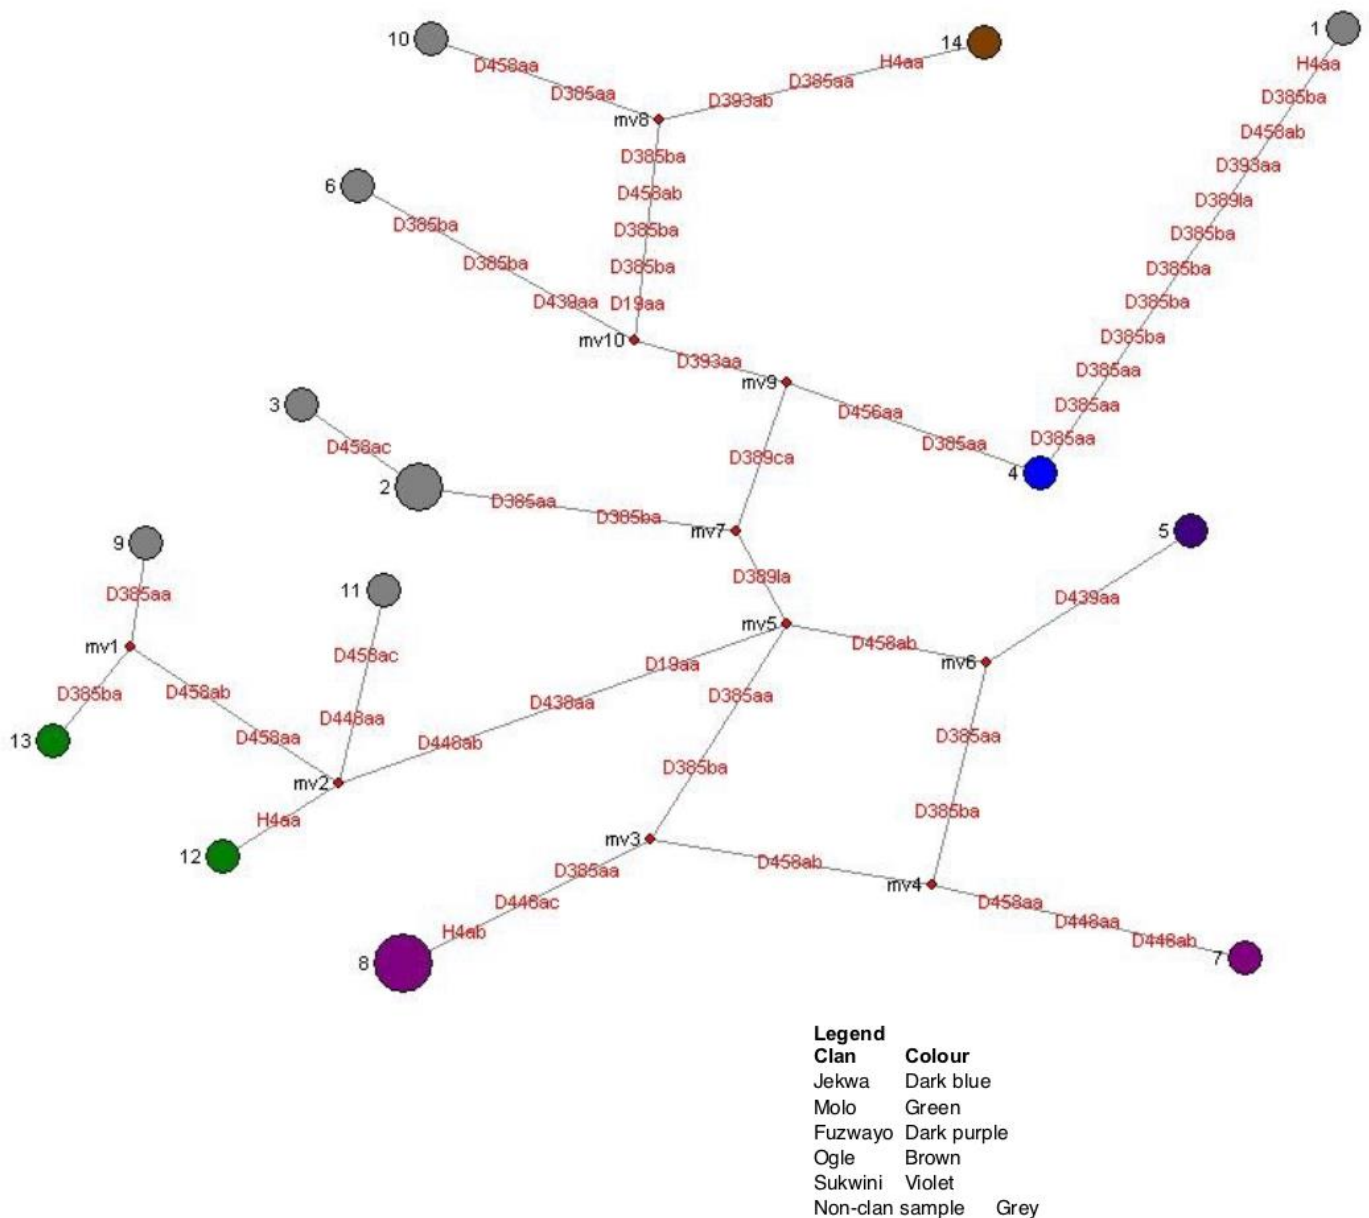 1
10
14
H4aa
H4aa
D458aa
D385aa
D385aa
D385ba
D393ab
mv8
D458ab
D385ba
D393aa
6
D458ab
D389la
D385ba
D385ba
D385ba
D385ba
D385ba
D385ba
D439aa
D19aa
D385ba
mv10
D385ba
D393aa
D385aa
mv9
3
D456aa
D385aa
D458ac
D385aa
D385aa
D389ca
4
2
D385aa
D385ba
mv7
5
9
D389la
11
D385aa
D439aa
mv5
mv1
D458ab
D458ac
D19aa
mv6
D385ba
D458ab
D385aa
D438aa
D448aa
D458aa
D385aa
13
D448ab
D385ba
mv2
H4aa
D385ba
mv3
12
D458ab
D385aa
mv4
D448ac
D458aa
D448aa
H4ab
D448ab
8
7
Legend
Clan Colour
Jekwa Dark blue
Molo Green
Fuzwayo Dark purple
Ogle Brown
Sukwini Violet
Non-clan sample Grey